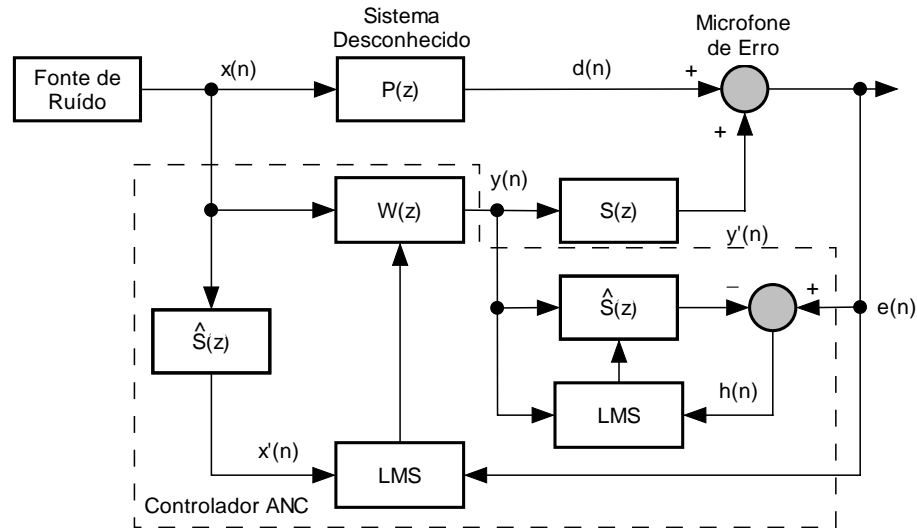 Sistema
Desconhecido
Microfone
de Erro
Fonte de
Ruído
x(n)
P(z)
d(n)
+
+
W(z)
y(n)
S(z)
y'(n)
Ŝ(z)
Ŝ(z)
−
+
e(n)
LMS
h(n)
x'(n)
LMS
Controlador ANC